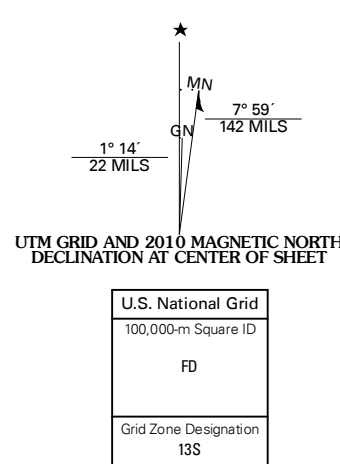 ★
MN
7° 59´
142 MILS
GN
1° 14´
22 MILS
UTM GRID AND 2010 MAGNETIC NORTH
DECLINATION AT CENTER OF SHEET
U.S. National Grid
100,000-m Square ID
FD
Grid Zone Designation
13S